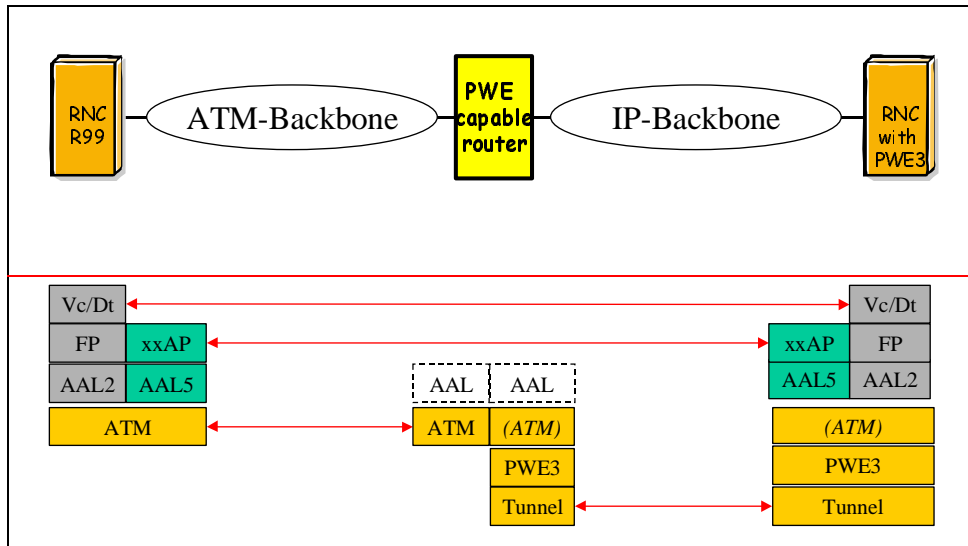 RNC
R99
ATM-Backbone
PWE
capable
router
IP-Backbone
RNC
with
PWE3
Vc/Dt
Vc/Dt
FP
xxAP
xxAP
FP
AAL2
AAL5
AAL
AAL
AAL5
AAL2
ATM
ATM
(ATM)
(ATM)
PWE3
PWE3
Tunnel
Tunnel